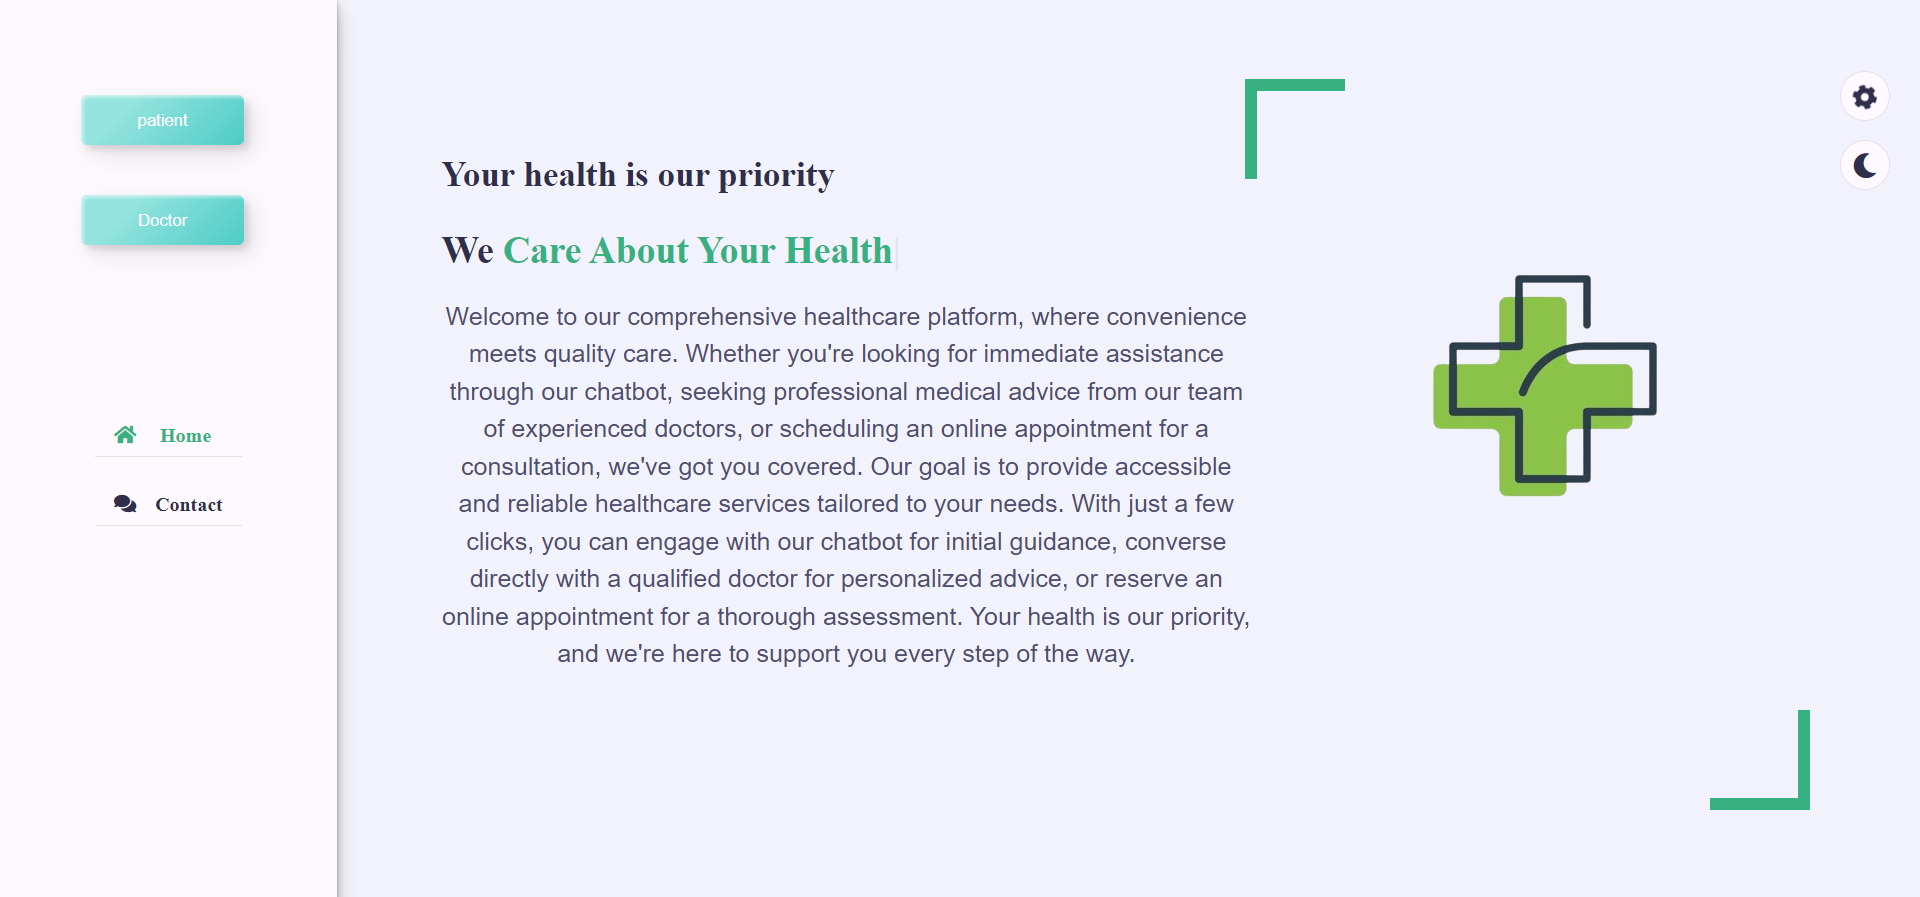 patient
Doctor
Home
Contact
Your health is our priority
We Care About Your Health
Welcome to our comprehensive healthcare platform, where convenience
meets quality care. Whether you're looking for immediate assistance
through our chatbot, seeking professional medical advice from our team
of experienced doctors, or scheduling an online appointment for a
consultation, we've got you covered. Our goal is to provide accessible
and reliable healthcare services tailored to your needs. With just a few
clicks, you can engage with our chatbot for initial guidance, converse
directly with a qualified doctor for personalized advice, or reserve an
online appointment for a thorough assessment. Your health is our priority,
and we're here to support you every step of the way.